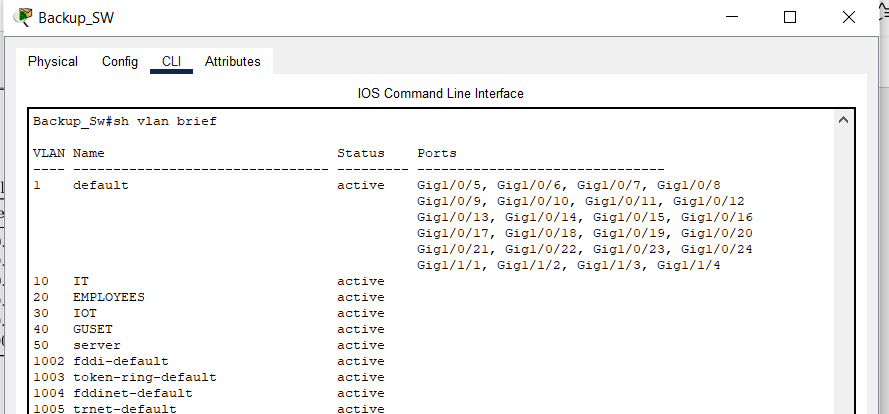 Backup_SW
Physical Config CLI Attributes
IOS Command Line Interface
Backup_Sw#sh vlan brief
VLAN Name Status Ports
---- -------------------------------- --------- -------------------------------
1 default active Gig1/0/5, Gig1/0/6, Gig1/0/7, Gig1/0/8
Gig1/0/9, Gig1/0/10, Gig1/0/11, Gig1/0/12
Gig1/0/13, Gig1/0/14, Gig1/0/15, Gig1/0/16
Gig1/0/17, Gig1/0/18, Gig1/0/19, Gig1/0/20
Gig1/0/21, Gig1/0/22, Gig1/0/23, Gig1/0/24
Gig1/1/1, Gig1/1/2, Gig1/1/3, Gig1/1/4
10 IT active
20 EMPLOYEES active
30 IOT active
40 GUSET active
50 server active
1002 fddi-default active
1003 token-ring-default active
1004 fddinet-default active
1005 trnet-default active